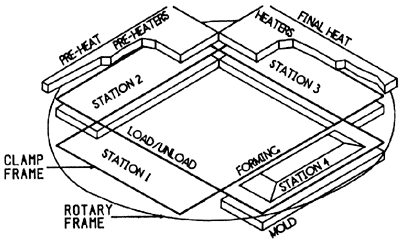 PRE-HEAT
PRE-HEATERS
HEATERS
FINAL HEAT
STATION 2
STATION 3
LOAD/UNLOAD
FORMING
CLAMP
FRAME
STATION 1
STATION 4
ROTARY
FRAME
MOLD